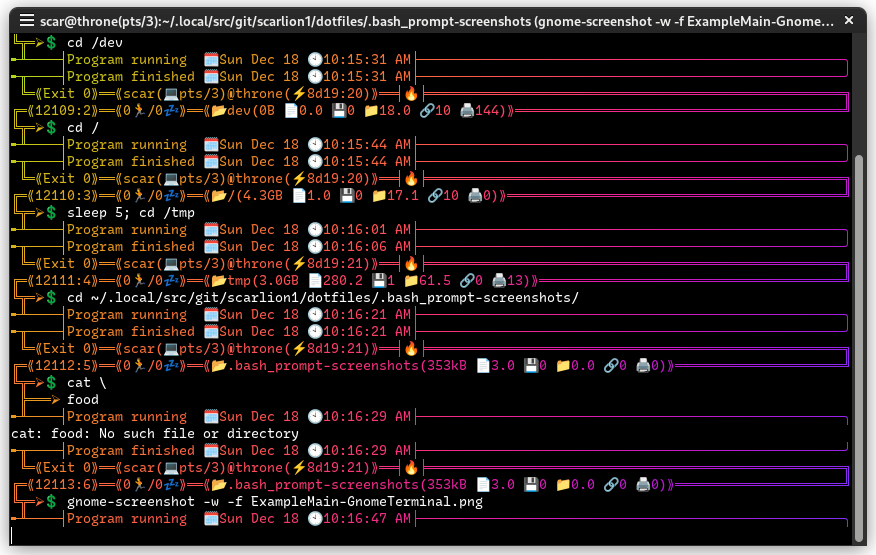 scar@throne(pts/3):~/.local/src/git/scarlion1/dotfiles/.bash_prompt-screenshots (gnome-screenshot -w -f ExampleMain-Gnome…
╚╦═⮚$ cd /dev
╺┷━━━━━┥Program running  🗓️Sun Dec 18 🕙10:15:31 AM┝
╺┯━━━━━┥Program finished 🗓️Sun Dec 18 🕙10:15:31 AM┝
╚═⟪Exit 0⟫══⟪scar(💻pts/3)@throne(⚡8d19:20)⟫══┤🔥├
╔═⟪12109:2⟫══⟪0🏃/0💤⟫══⟪📂dev(0B 📄0.0 💾0 📁18.0 🔗10 🖨️144)⟫
╚╦═⮚$ cd /
╺┷━━━━━┥Program running  🗓️Sun Dec 18 🕙10:15:44 AM┝
╺┯━━━━━┥Program finished 🗓️Sun Dec 18 🕙10:15:44 AM┝
╚═⟪Exit 0⟫══⟪scar(💻pts/3)@throne(⚡8d19:20)⟫══┤🔥├
╔═⟪12110:3⟫══⟪0🏃/0💤⟫══⟪📂/(4.3GB 📄1.0 💾0 📁17.1 🔗10 🖨️0)⟫
╚╦═⮚$ sleep 5; cd /tmp
╺┷━━━━━┥Program running  🗓️Sun Dec 18 🕙10:16:01 AM┝
╺┯━━━━━┥Program finished 🗓️Sun Dec 18 🕙10:16:06 AM┝
╚═⟪Exit 0⟫══⟪scar(💻pts/3)@throne(⚡8d19:21)⟫══┤🔥├
╔═⟪12111:4⟫══⟪0🏃/0💤⟫══⟪📂tmp(3.0GB 📄280.2 💾1 📁61.5 🔗0 🖨️13)⟫
╚╦═⮚$ cd ~/.local/src/git/scarlion1/dotfiles/.bash_prompt-screenshots/
╺┷━━━━━┥Program running  🗓️Sun Dec 18 🕙10:16:21 AM┝
╺┯━━━━━┥Program finished 🗓️Sun Dec 18 🕙10:16:21 AM┝
╚═⟪Exit 0⟫══⟪scar(💻pts/3)@throne(⚡8d19:21)⟫══┤🔥├
╔═⟪12112:5⟫══⟪0🏃/0💤⟫══⟪📂.bash_prompt-screenshots(353kB 📄3.0 💾0 📁0.0 🔗0 🖨️0)⟫
╚╦═⮚$ cat \
╠═══⮚ food
╺┷━━━━━┥Program running  🗓️Sun Dec 18 🕙10:16:29 AM┝
cat: food: No such file or directory
╺┯━━━━━┥Program finished 🗓️Sun Dec 18 🕙10:16:29 AM┝
╚═⟪Exit 0⟫══⟪scar(💻pts/3)@throne(⚡8d19:21)⟫══┤🔥├
╔═⟪12113:6⟫══⟪0🏃/0💤⟫══⟪📂.bash_prompt-screenshots(353kB 📄3.0 💾0 📁0.0 🔗0 🖨️0)⟫
╚╦═⮚$ gnome-screenshot -w -f ExampleMain-GnomeTerminal.png
╺┷━━━━━┥Program running  🗓️Sun Dec 18 🕙10:16:47 AM┝